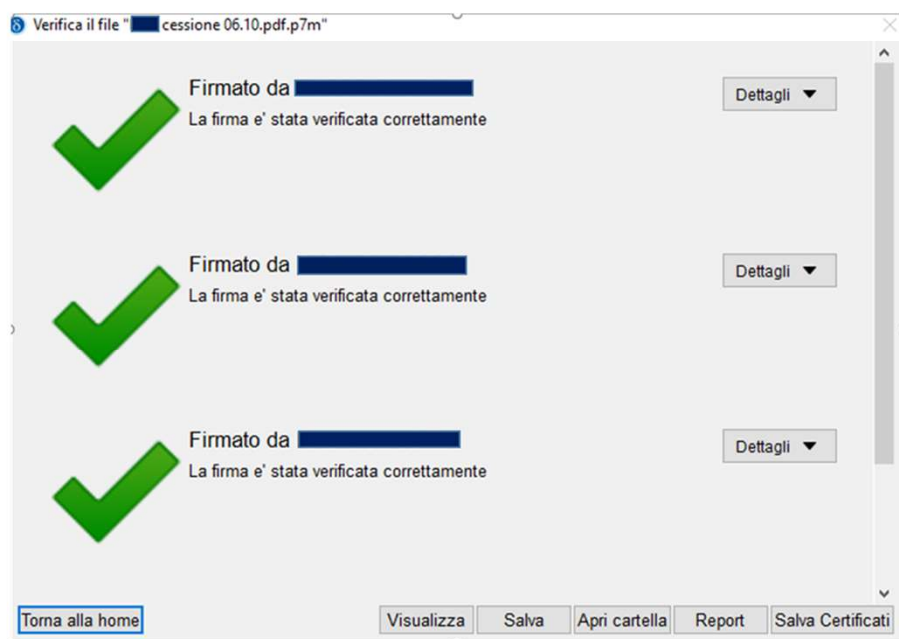 Verifica il file " cessione 06.10.pdf.p7m"
Firmato da
Dettagli
La firma e' stata verificata correttamente
Firmato da
Dettagli
La firma e' stata verificata correttamente
Firmato da
Dettagli
La firma e' stata verificata correttamente
Torna alla home
Visualizza
Salva
Apri cartella
Report
Salva Certificati